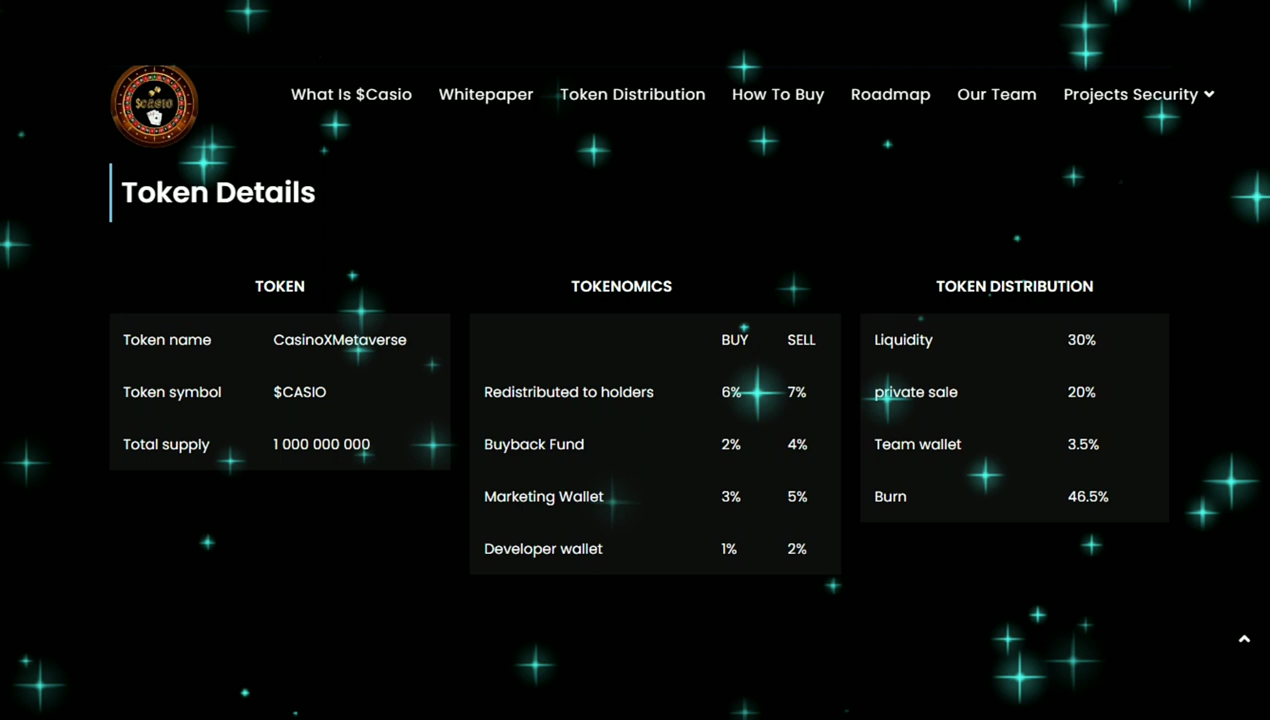 $CASIO
What Is $Casio Whitepaper Token Distribution How To Buy Roadmap Our Team Projects Security
Token Details
TOKEN
Token name CasinoXMetaverse
Token symbol $CASIO
Total supply 1 000 000 000
TOKENOMICS
BUY SELL
Redistributed to holders 6% 7%
Buyback Fund 2% 4%
Marketing Wallet 3% 5%
Developer wallet 1% 2%
TOKEN DISTRIBUTION
Liquidity 30%
private sale 20%
Team wallet 3.5%
Burn 46.5%